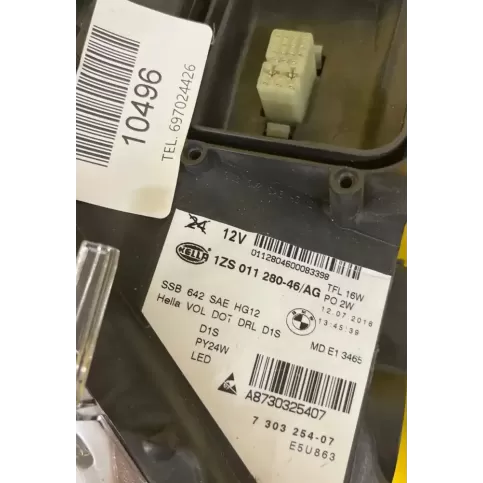 10496
TEL. 697024426
24
12V
0112804600083398
HELLA
1ZS 011 280-46/AG
TFL 16W
PO 2W
12.07.2016
13:45:39
SSB 642 SAE HG12
Hella VOL DOT DRL D1S
MD E1 3465
D1S
PY24W
LED
A8730325407
7 303 254-07
E5U863